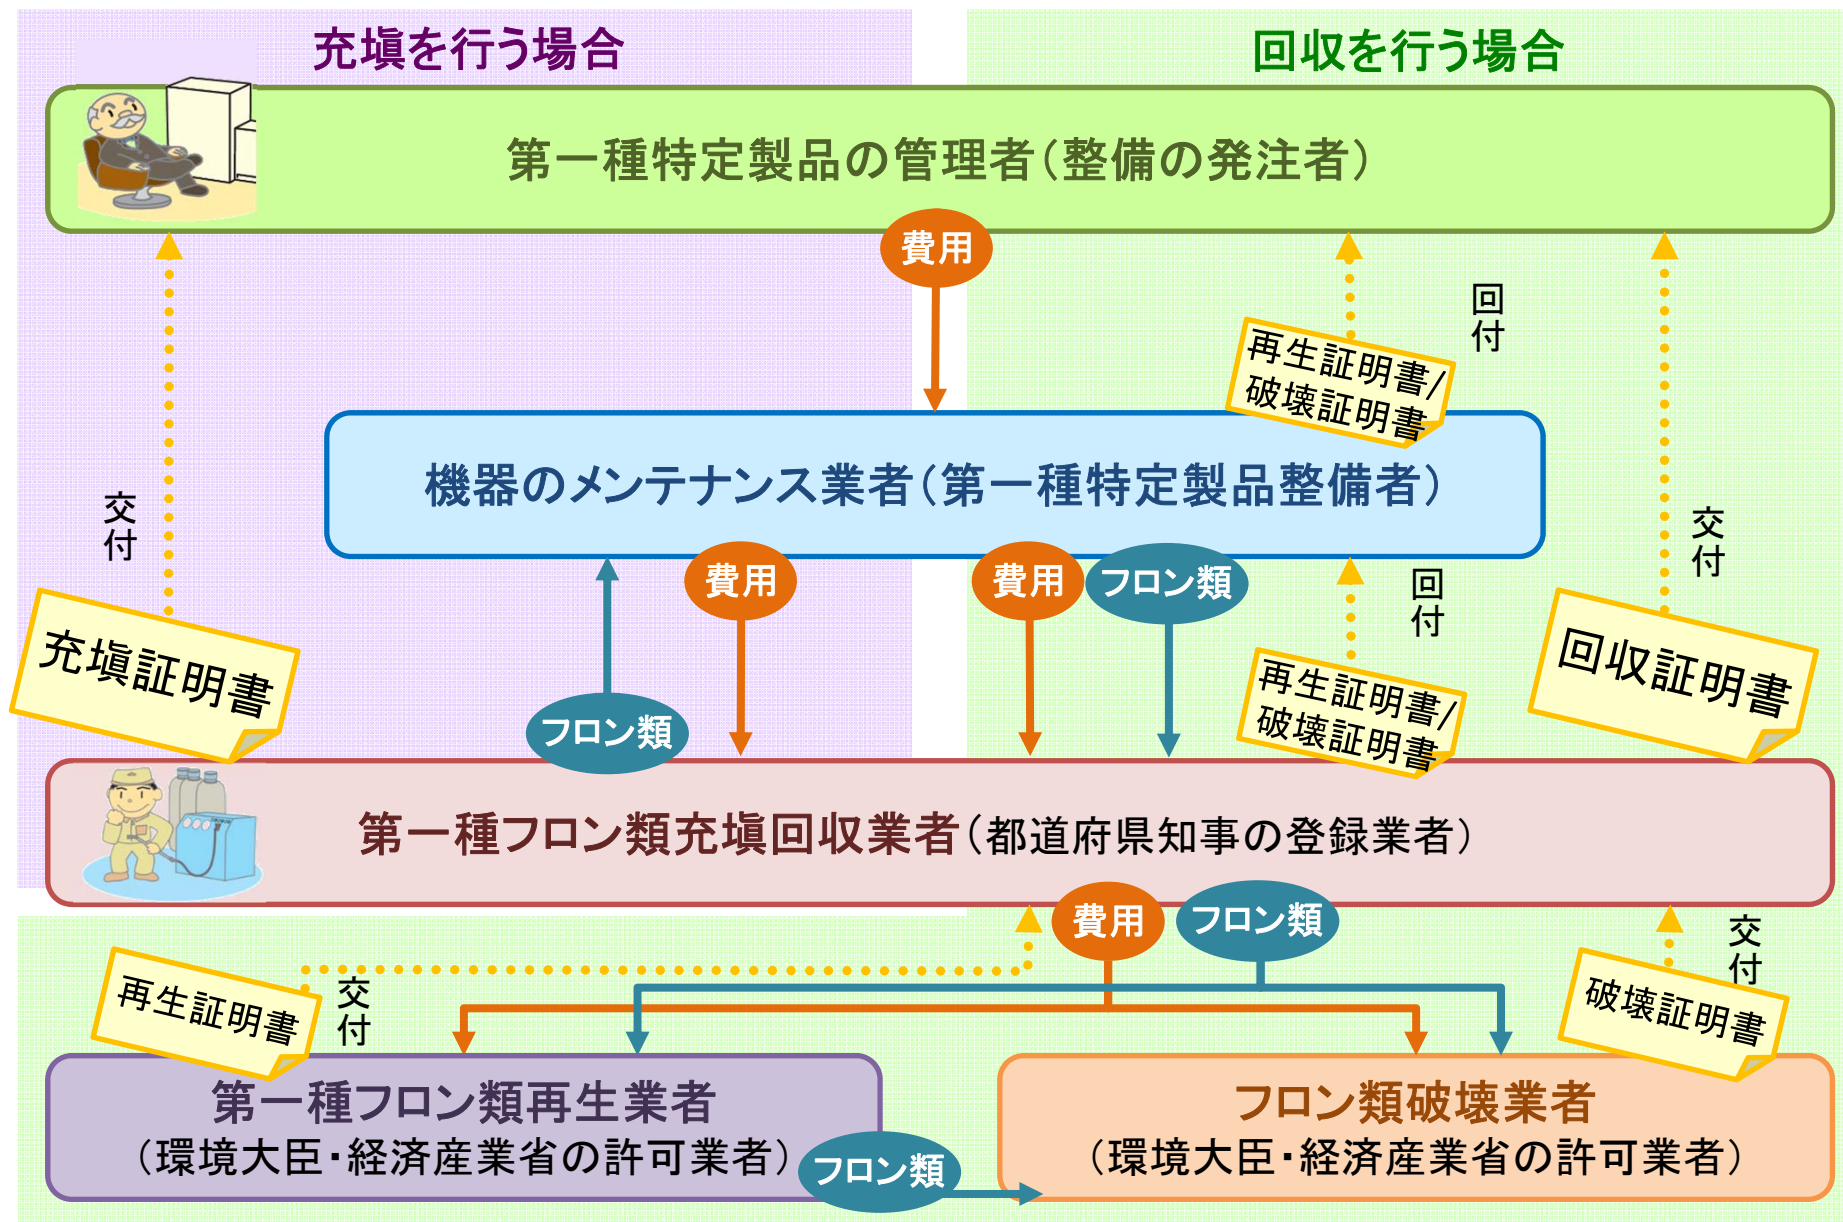 充塡を行う場合
回収を行う場合
第一種特定製品の管理者（整備の発注者）
費用
回付
再生証明書/
破壊証明書
機器のメンテナンス業者（第一種特定製品整備者）
交付
交付
費用
費用
フロン類
回付
充塡証明書
再生証明書/
破壊証明書
回収証明書
フロン類
第一種フロン類充塡回収業者（都道府県知事の登録業者）
費用
フロン類
交付
再生証明書
交付
破壊証明書
第一種フロン類再生業者
（環境大臣・経済産業省の許可業者）
フロン類破壊業者
（環境大臣・経済産業省の許可業者）
フロン類